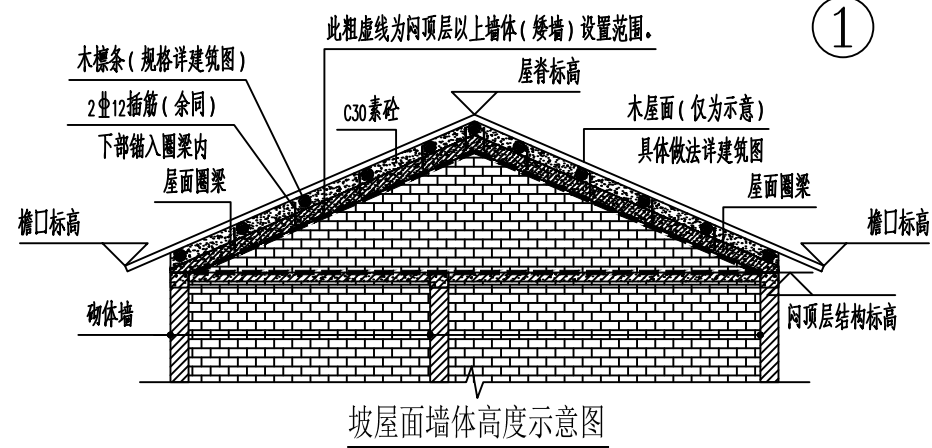 此粗虚线为闷顶层以上墙体(矮墙)设置范围。
1
木檩条(规格详建筑图)
屋脊标高
2⌽12插筋(余同)
C30素砼
木屋面(仅为示意)
下部锚入圈梁内
具体做法详建筑图
屋面圈梁
屋面圈梁
檐口标高
檐口标高
砌体墙
闷顶层结构标高
坡屋面墙体高度示意图